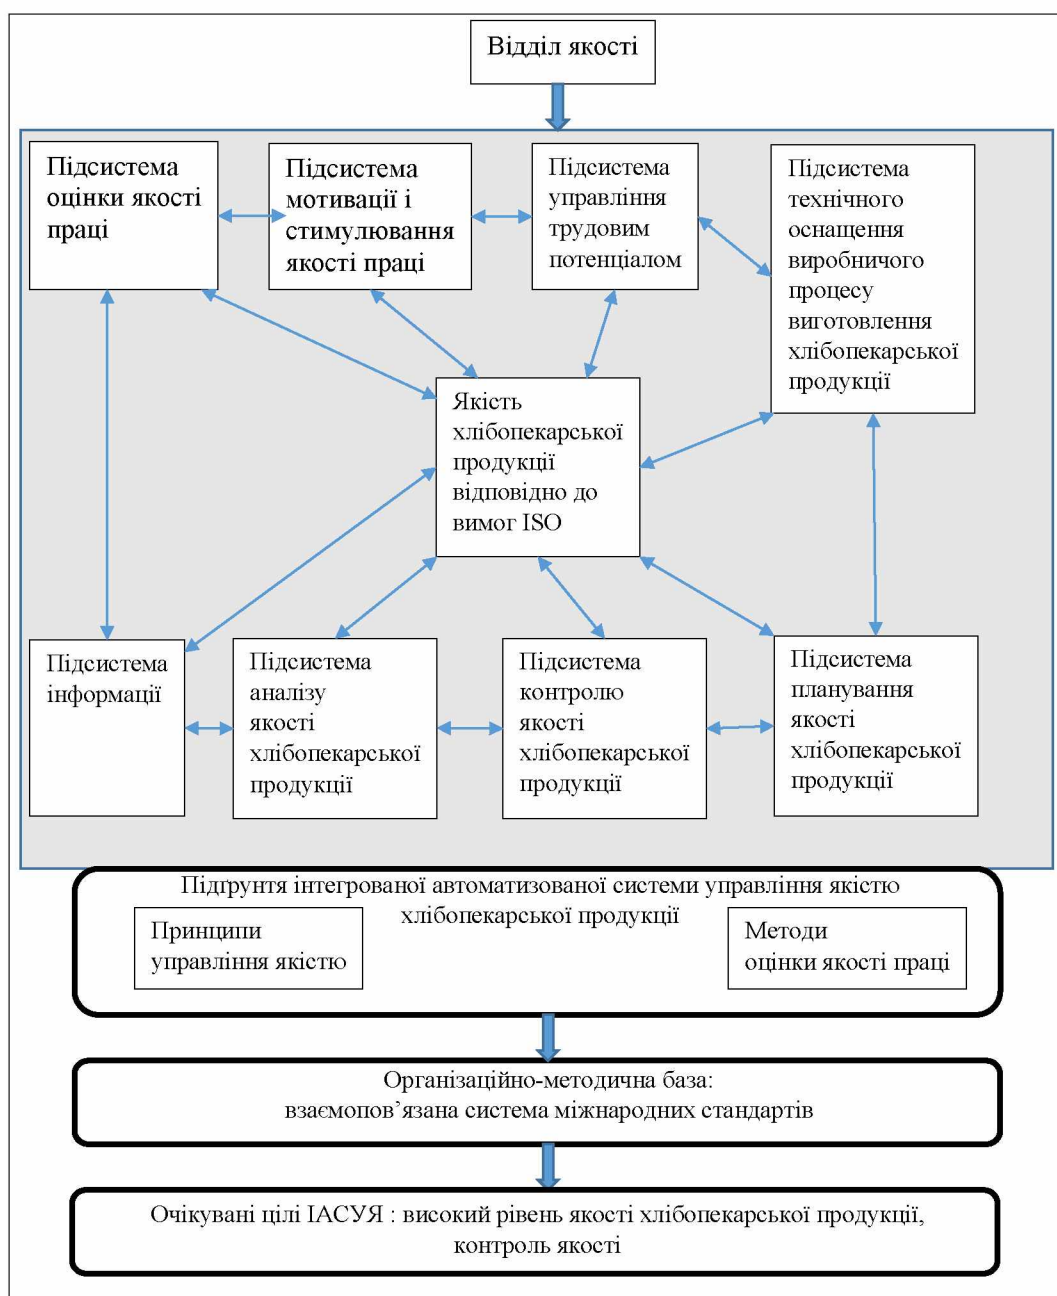 Відділ якості
Підсистема
оцінки якості
праці
Підсистема
мотивації і
стимулювання
якості праці
Підсистема
управління
трудовим
потенціалом
Підсистема
технічного
оснащення
виробничого
процесу
виготовлення
хлібопекарської
продукції
Якість
хлібопекарської
продукції
відповідно до
вимог ISO
Підсистема
інформації
Підсистема
аналізу
якості
хлібопекарської
продукції
Підсистема
контролю
якості
хлібопекарської
продукції
Підсистема
планування
якості
хлібопекарської
продукції
Підґрунтя інтегрованої автоматизованої системи управління якістю
хлібопекарської продукції
Принципи
управління якістю
Методи
оцінки якості праці
Організаційно-методична база:
взаємопов’язана система міжнародних стандартів
Очікувані цілі ІАСУЯ : високий рівень якості хлібопекарської продукції,
контроль якості